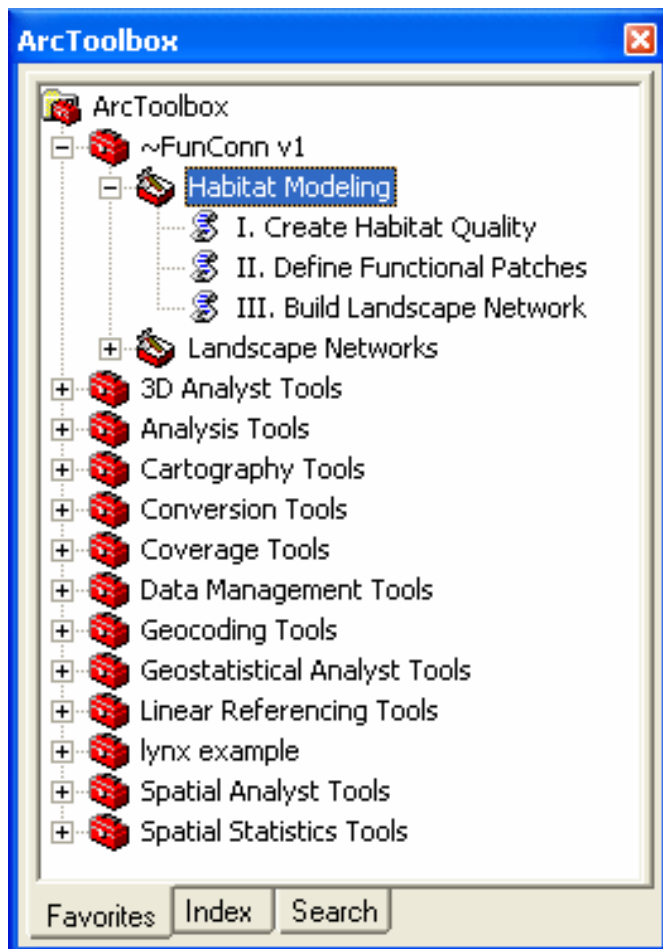 ArcToolbox
ArcToolbox
~FunConn v1
Habitat Modeling
I. Create Habitat Quality
II. Define Functional Patches
III. Build Landscape Network
Landscape Networks
3D Analyst Tools
Analysis Tools
Cartography Tools
Conversion Tools
Coverage Tools
Data Management Tools
Geocoding Tools
Geostatistical Analyst Tools
Linear Referencing Tools
lynx example
Spatial Analyst Tools
Spatial Statistics Tools
Favorites Index Search